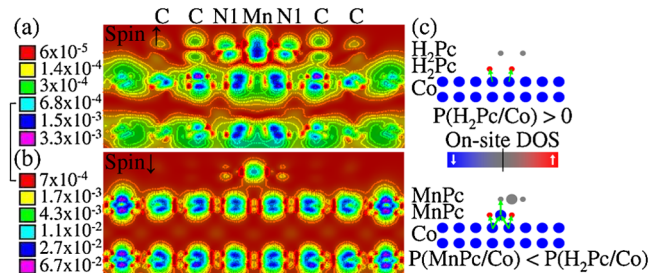 (a)
C C N1 Mn N1 C C
Spin ↑
6x10-5
1.4x10-4
3x10-4
6.8x10-4
1.5x10-3
3.3x10-3
(b)
Spin↓
7x10-4
1.7x10-3
4.3x10-3
1.1x10-2
2.7x10-2
6.7x10-2
(c)
H2Pc
H2Pc
Co
P(H2Pc/Co) > 0
On-site DOS
↓ ↑
MnPc
MnPc
Co
P(MnPc/Co) < P(H2Pc/Co)